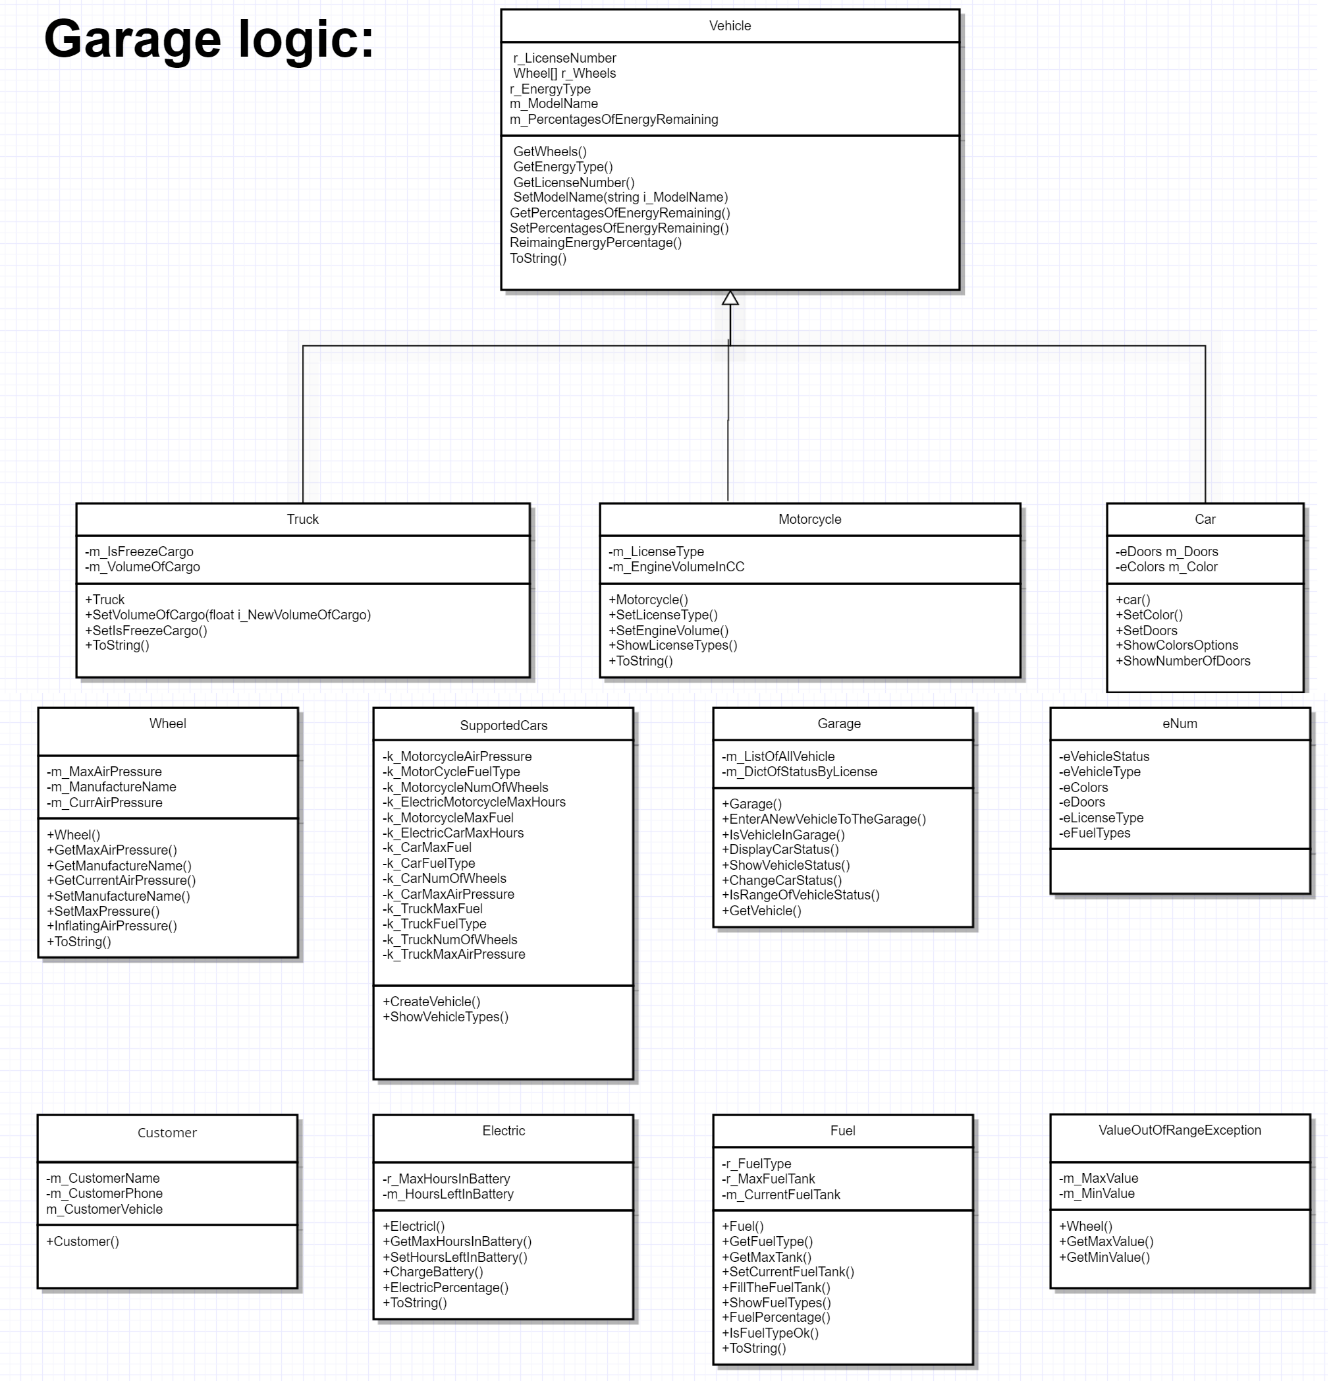 Garage logic:
Vehicle
r_LicenseNumber
Wheel[] r_Wheels
r_EnergyType
m_ModelName
m_PercentagesOfEnergyRemaining
GetWheels()
GetEnergyType()
GetLicenseNumber()
SetModelName(string i_ModelName)
GetPercentagesOfEnergyRemaining()
SetPercentagesOfEnergyRemaining()
ReimaingEnergyPercentage()
ToString()
Truck
-m_IsFreezeCargo
-m_VolumeOfCargo
+Truck
+SetVolumeOfCargo(float i_NewVolumeOfCargo)
+SetIsFreezeCargo()
+ToString()
Motorcycle
-m_LicenseType
-m_EngineVolumeInCC
+Motorcycle()
+SetLicenseType()
+SetEngineVolume()
+ShowLicenseTypes()
+ToString()
Car
-eDoors m_Doors
-eColors m_Color
+car()
+SetColor()
+SetDoors
+ShowColorsOptions
+ShowNumberOfDoors
Wheel
-m_MaxAirPressure
-m_ManufactureName
-m_CurrAirPressure
+Wheel()
+GetMaxAirPressure()
+GetManufactureName()
+GetCurrentAirPressure()
+SetManufactureName()
+SetMaxPressure()
+InflatingAirPressure()
+ToString()
SupportedCars
-k_MotorcycleAirPressure
-k_MotorCycleFuelType
-k_MotorcycleNumOfWheels
-k_ElectricMotorcycleMaxHours
-k_MotorcycleMaxFuel
-k_ElectricCarMaxHours
-k_CarMaxFuel
-k_CarFuelType
-k_CarNumOfWheels
-k_CarMaxAirPressure
-k_TruckMaxFuel
-k_TruckFuelType
-k_TruckNumOfWheels
-k_TruckMaxAirPressure
+CreateVehicle()
+ShowVehicleTypes()
Garage
-m_ListOfAllVehicle
-m_DictOfStatusByLicense
+Garage()
+EnterANewVehicleToTheGarage()
+IsVehicleInGarage()
+DisplayCarStatus()
+ShowVehicleStatus()
+ChangeCarStatus()
+IsRangeOfVehicleStatus()
+GetVehicle()
eNum
-eVehicleStatus
-eVehicleType
-eColors
-eDoors
-eLicenseType
-eFuelTypes
Customer
-m_CustomerName
-m_CustomerPhone
m_CustomerVehicle
+Customer()
Electric
-r_MaxHoursInBattery
-m_HoursLeftInBattery
+Electricl()
+GetMaxHoursInBattery()
+SetHoursLeftInBattery()
+ChargeBattery()
+ElectricPercentage()
+ToString()
Fuel
-r_FuelType
-r_MaxFuelTank
-m_CurrentFuelTank
+Fuel()
+GetFuelType()
+GetMaxTank()
+SetCurrentFuelTank()
+FillTheFuelTank()
+ShowFuelTypes()
+FuelPercentage()
+IsFuelTypeOk()
+ToString()
ValueOutOfRangeException
-m_MaxValue
-m_MinValue
+Wheel()
+GetMaxValue()
+GetMinValue()